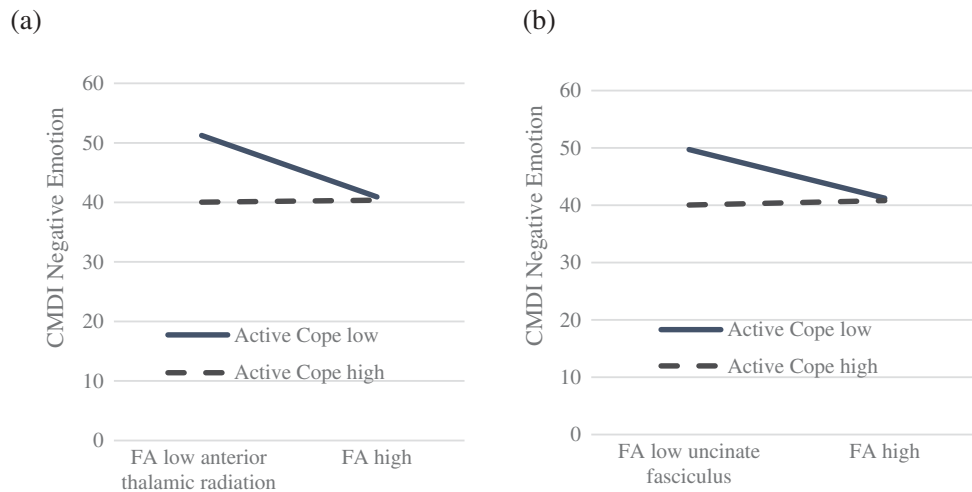 (a)
CMDI Negative Emotion
60
50
40
30
20
10
0
Active Cope low
Active Cope high
FA low anterior
thalamic radiation
FA high
(b)
CMDI Negative Emotion
60
50
40
30
20
10
0
Active Cope low
Active Cope high
FA low uncinate
fasciculus
FA high